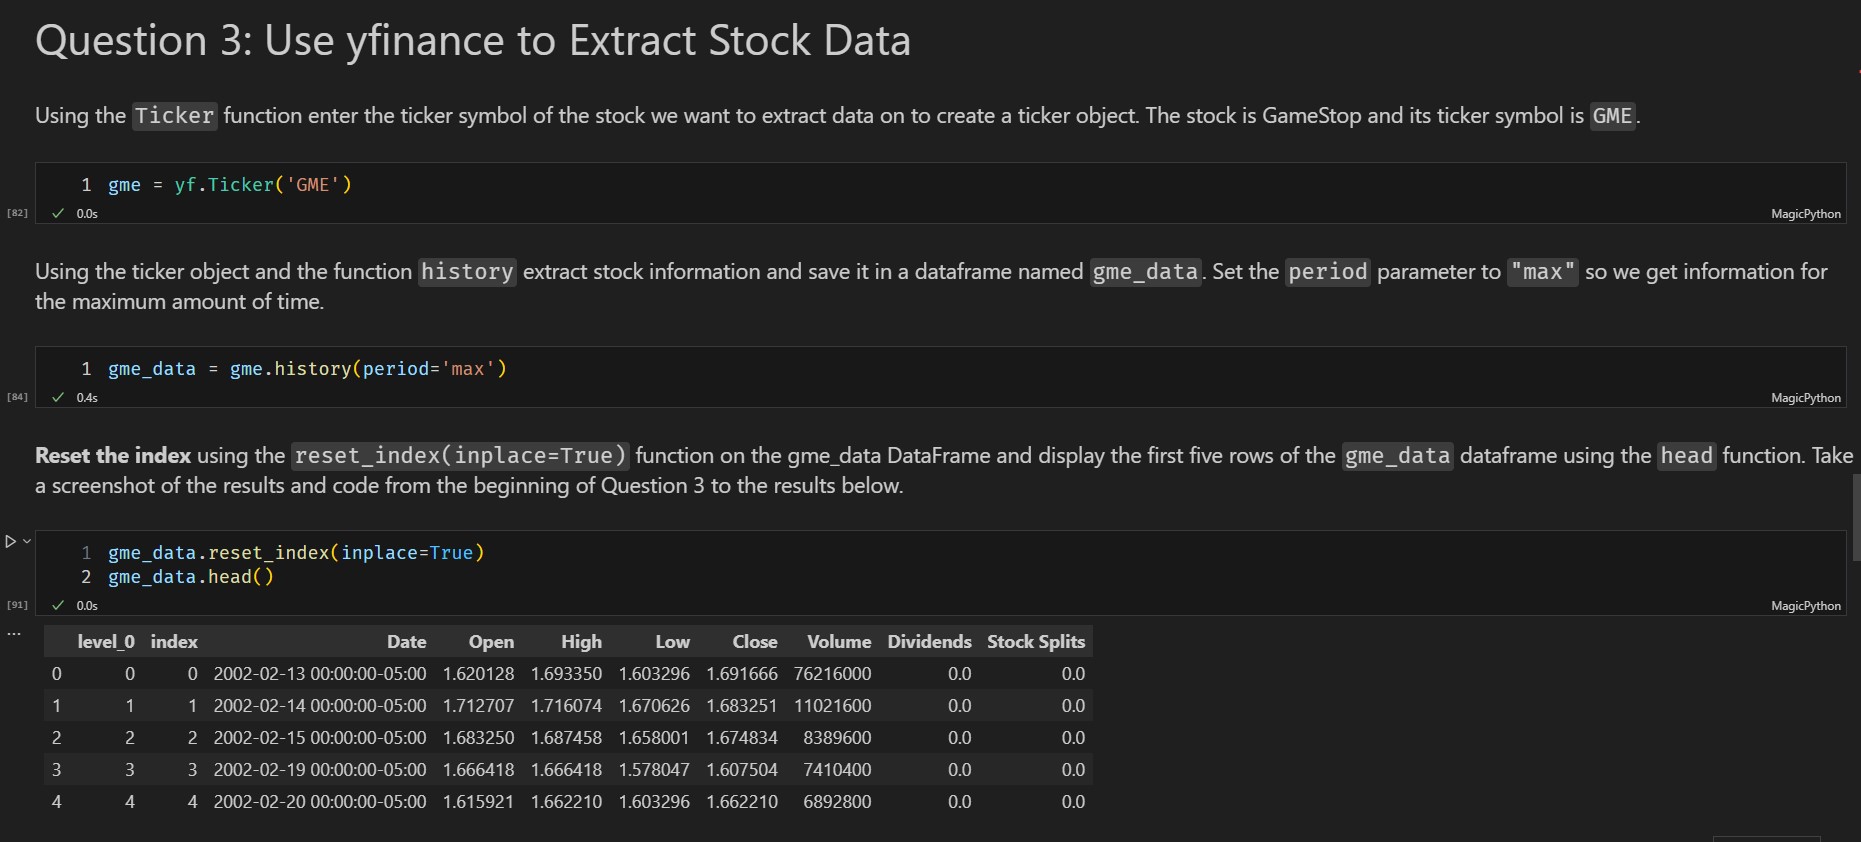 Question 3: Use yfinance to Extract Stock Data
Using the Ticker function enter the ticker symbol of the stock we want to extract data on to create a ticker object. The stock is GameStop and its ticker symbol is GME.
1 gme = yf.Ticker('GME')
[82] ✓ 0.0s MagicPython
Using the ticker object and the function history extract stock information and save it in a dataframe named gme_data. Set the period parameter to "max" so we get information for
the maximum amount of time.
1 gme_data = gme.history(period='max')
[84] ✓ 0.4s MagicPython
Reset the index using the reset_index(inplace=True) function on the gme_data DataFrame and display the first five rows of the gme_data dataframe using the head function. Take
a screenshot of the results and code from the beginning of Question 3 to the results below.
1 gme_data.reset_index(inplace=True)
2 gme_data.head()
[91] ✓ 0.0s MagicPython
... level_0 index Date Open High Low Close Volume Dividends Stock Splits
0 0 0 2002-02-13 00:00:00-05:00 1.620128 1.693350 1.603296 1.691666 76216000 0.0 0.0
1 1 1 2002-02-14 00:00:00-05:00 1.712707 1.716074 1.670626 1.683251 11021600 0.0 0.0
2 2 2 2002-02-15 00:00:00-05:00 1.683250 1.687458 1.658001 1.674834 8389600 0.0 0.0
3 3 3 2002-02-19 00:00:00-05:00 1.666418 1.666418 1.578047 1.607504 7410400 0.0 0.0
4 4 4 2002-02-20 00:00:00-05:00 1.615921 1.662210 1.603296 1.662210 6892800 0.0 0.0